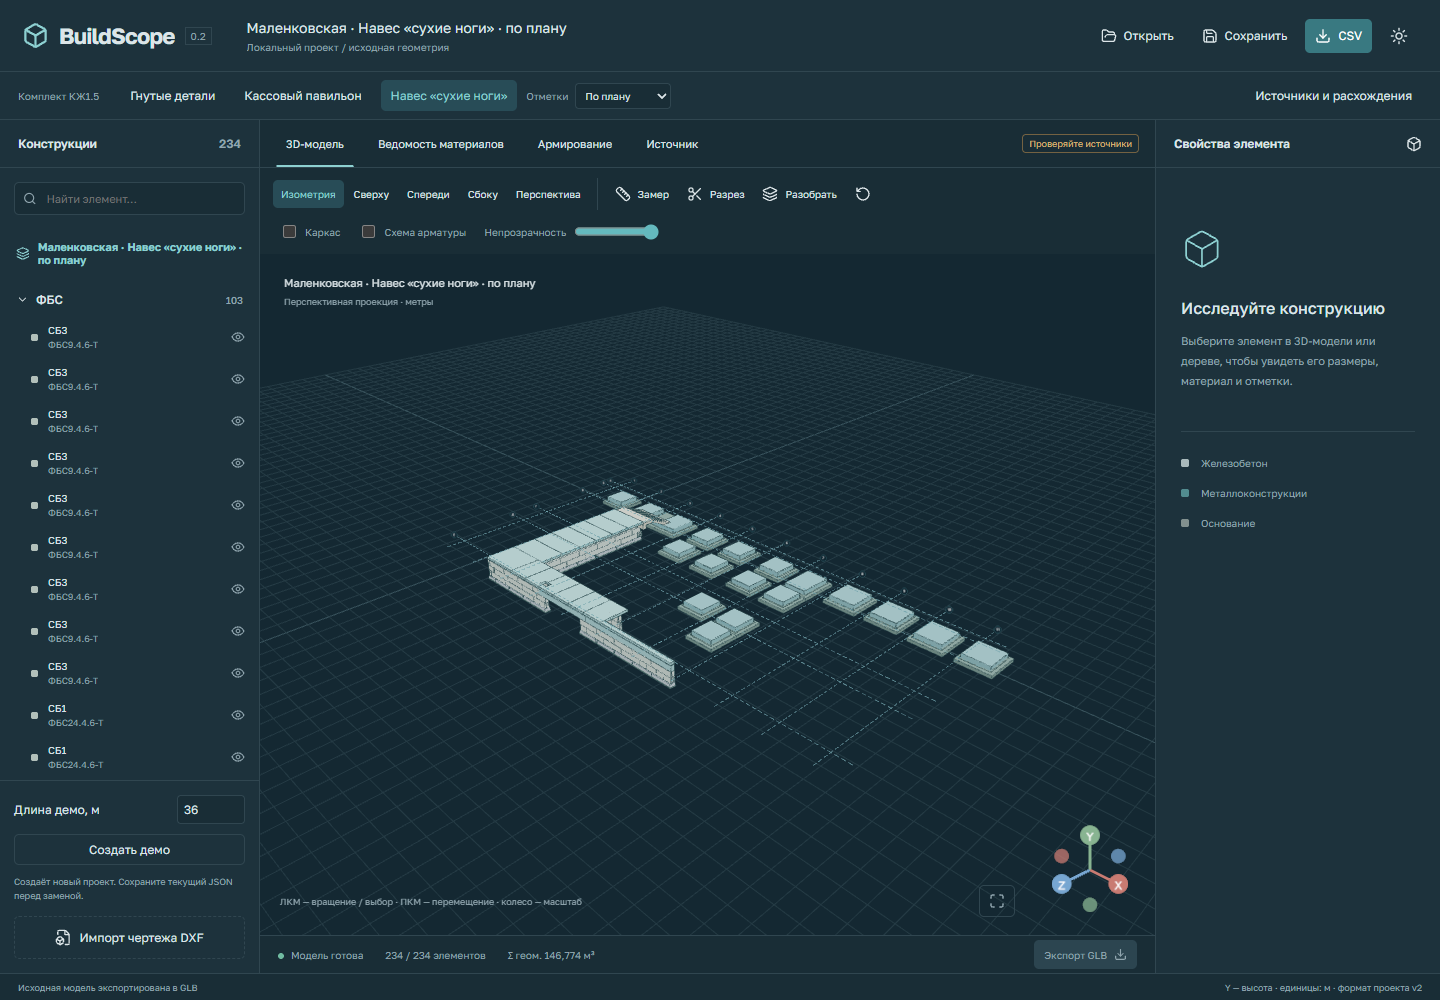 BuildScope 0.2
Маленковская · Навес «сухие ноги» · по плану
Локальный проект / исходная геометрия
Открыть
Сохранить
CSV
Комплект КЖ1.5
Гнутые детали
Кассовый павильон
Навес «сухие ноги»
Отметки
По плану
Источники и расхождения
Конструкции 234
3D-модель
Ведомость материалов
Армирование
Источник
Проверяйте источники
Свойства элемента
Найти элемент...
Изометрия
Сверху
Спереди
Сбоку
Перспектива
Замер
Разрез
Разобрать
Каркас
Схема арматуры
Непрозрачность
Маленковская · Навес «сухие ноги» ·
по плану
ФБС 103
СБ3
ФБС9.4.6-Т
СБ3
ФБС9.4.6-Т
СБ3
ФБС9.4.6-Т
СБ3
ФБС9.4.6-Т
СБ3
ФБС9.4.6-Т
СБ3
ФБС9.4.6-Т
СБ3
ФБС9.4.6-Т
СБ3
ФБС9.4.6-Т
СБ3
ФБС9.4.6-Т
СБ1
ФБС24.4.6-Т
СБ1
ФБС24.4.6-Т
Длина демо, м
36
Создать демо
Создаёт новый проект. Сохраните текущий JSON
перед заменой.
Импорт чертежа DXF
Маленковская · Навес «сухие ноги» · по плану
Перспективная проекция · метры
ЛКМ — вращение / выбор · ПКМ — перемещение · колесо — масштаб
Y
Z
X
Модель готова
234 / 234 элементов
Σ геом. 146,774 м³
Экспорт GLB
Исследуйте конструкцию
Выберите элемент в 3D-модели или
дереве, чтобы увидеть его размеры,
материал и отметки.
Железобетон
Металлоконструкции
Основание
Исходная модель экспортирована в GLB
Y — высота · единицы: м · формат проекта v2